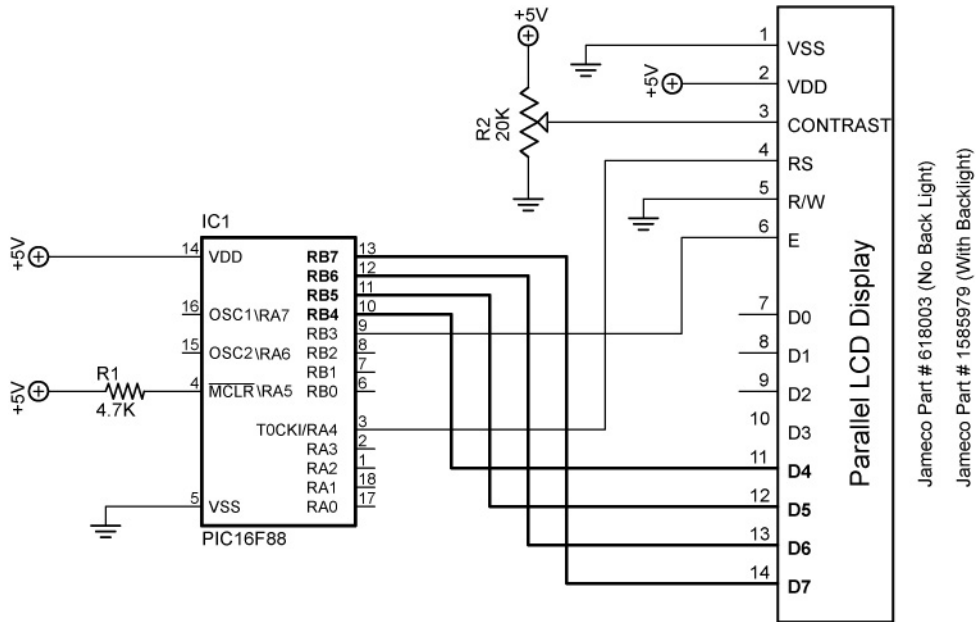 +5V
R2
20K
+5V
1
VSS
2
VDD
3
CONTRAST
4
RS
5
R/W
6
E
7
D0
8
D1
9
D2
10
D3
11
D4
12
D5
13
D6
14
D7
Parallel LCD Display
Jameco Part # 618003 (No Back Light)
Jameco Part # 1585979 (With Backlight)
IC1
+5V
14
VDD
16
OSC1\RA7
15
OSC2\RA6
+5V
R1
4.7K
4
MCLR\RA5
5
VSS
RB7
13
RB6
12
RB5
11
RB4
10
RB3
9
RB2
8
RB1
7
RB0
6
T0CKI/RA4
3
RA3
2
RA2
1
RA1
18
RA0
17
PIC16F88